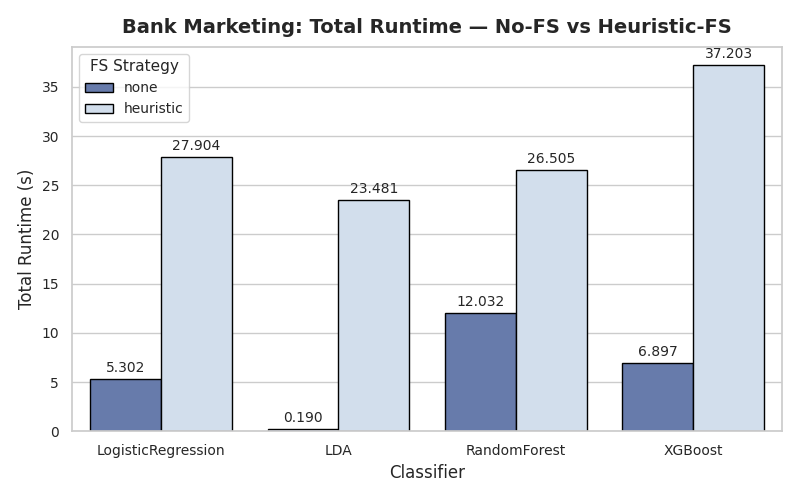 Bank Marketing: Total Runtime — No-FS vs Heuristic-FS
FS Strategy
none
heuristic
Total Runtime (s)
35
30
25
20
15
10
5
0
5.302
27.904
0.190
23.481
12.032
26.505
6.897
37.203
LogisticRegression
LDA
RandomForest
XGBoost
Classifier